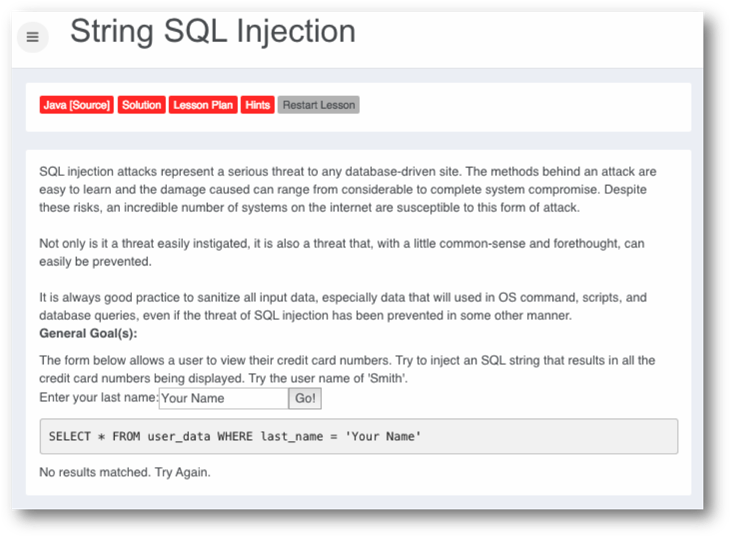 String SQL Injection
Java [Source] Solution Lesson Plan Hints Restart Lesson
SQL injection attacks represent a serious threat to any database-driven site. The methods behind an attack are
easy to learn and the damage caused can range from considerable to complete system compromise. Despite
these risks, an incredible number of systems on the internet are susceptible to this form of attack.
Not only is it a threat easily instigated, it is also a threat that, with a little common-sense and forethought, can
easily be prevented.
It is always good practice to sanitize all input data, especially data that will used in OS command, scripts, and
database queries, even if the threat of SQL injection has been prevented in some other manner.
General Goal(s):
The form below allows a user to view their credit card numbers. Try to inject an SQL string that results in all the
credit card numbers being displayed. Try the user name of 'Smith'.
Enter your last name: Your Name Go!
SELECT * FROM user_data WHERE last_name = 'Your Name'
No results matched. Try Again.